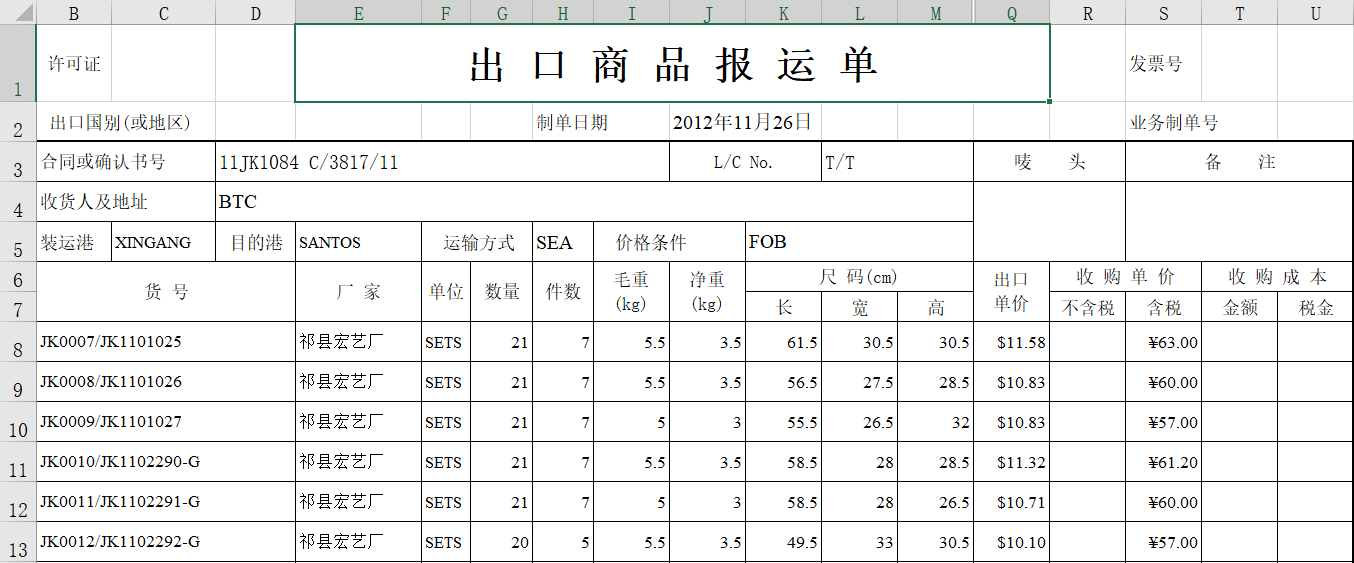 B C D E F G H I J K L M Q R S T U
1 许可证 出 口 商 品 报 运 单 发票号
2 出口国别(或地区) 制单日期 2012年11月26日 业务制单号
3 合同或确认书号 11JK1084 C/3817/11 L/C No. T/T 唛 头 备 注
4 收货人及地址 BTC
5 装运港 XINGANG 目的港 SANTOS 运输方式 SEA 价格条件 FOB
6 货 号 厂 家 单位 数量 件数 毛重 净重 尺 码(cm) 出口 收 购 单 价 收 购 成 本
7 (kg) (kg) 长 宽 高 单价 不含税 含税 金额 税金
8 JK0007/JK1101025 祁县宏艺厂 SETS 21 7 5.5 3.5 61.5 30.5 30.5 $11.58 ¥63.00
9 JK0008/JK1101026 祁县宏艺厂 SETS 21 7 5.5 3.5 56.5 27.5 28.5 $10.83 ¥60.00
10 JK0009/JK1101027 祁县宏艺厂 SETS 21 7 5 3 55.5 26.5 32 $10.83 ¥57.00
11 JK0010/JK1102290-G 祁县宏艺厂 SETS 21 7 5.5 3.5 58.5 28 28.5 $11.32 ¥61.20
12 JK0011/JK1102291-G 祁县宏艺厂 SETS 21 7 5 3 58.5 28 26.5 $10.71 ¥60.00
13 JK0012/JK1102292-G 祁县宏艺厂 SETS 20 5 5.5 3.5 49.5 33 30.5 $10.10 ¥57.00